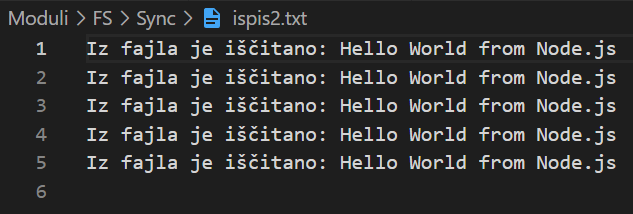 Moduli > FS > Sync > ispis2.txt
1 Iz fajla je iščitano: Hello World from Node.js
2 Iz fajla je iščitano: Hello World from Node.js
3 Iz fajla je iščitano: Hello World from Node.js
4 Iz fajla je iščitano: Hello World from Node.js
5 Iz fajla je iščitano: Hello World from Node.js
6